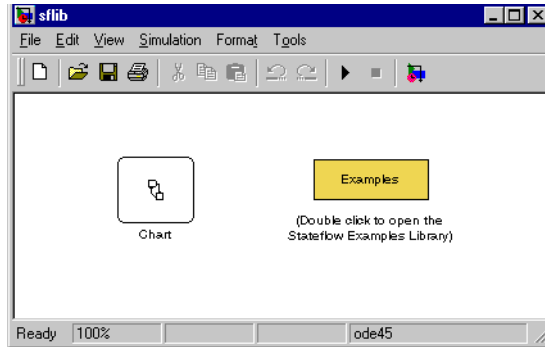 sflib
File Edit View Simulation Format Tools
Examples
Chart
(Double click to open the
Stateflow Examples Library)
Ready 100% ode45